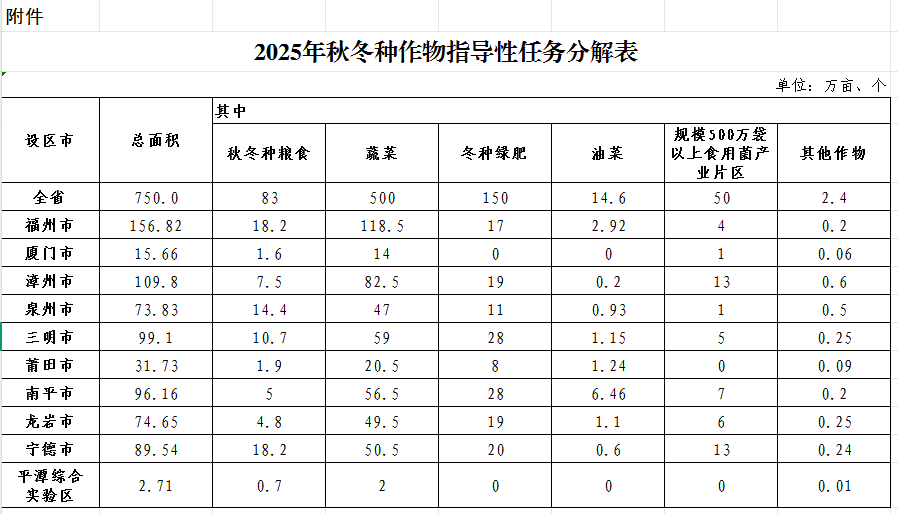 附件
2025年秋冬种作物指导性任务分解表
单位：万亩、个
设区市 总面积 其中
秋冬种粮食 蔬菜 冬种绿肥 油菜 规模500万袋以上食用菌产业片区 其他作物
全省 750.0 83 500 150 14.6 50 2.4
福州市 156.82 18.2 118.5 17 2.92 4 0.2
厦门市 15.66 1.6 14 0 0 1 0.06
漳州市 109.8 7.5 82.5 19 0.2 13 0.6
泉州市 73.83 14.4 47 11 0.93 1 0.5
三明市 99.1 10.7 59 28 1.15 5 0.25
莆田市 31.73 1.9 20.5 8 1.24 0 0.09
南平市 96.16 5 56.5 28 6.46 7 0.2
龙岩市 74.65 4.8 49.5 19 1.1 6 0.25
宁德市 89.54 18.2 50.5 20 0.6 13 0.24
平潭综合实验区 2.71 0.7 2 0 0 0 0.01